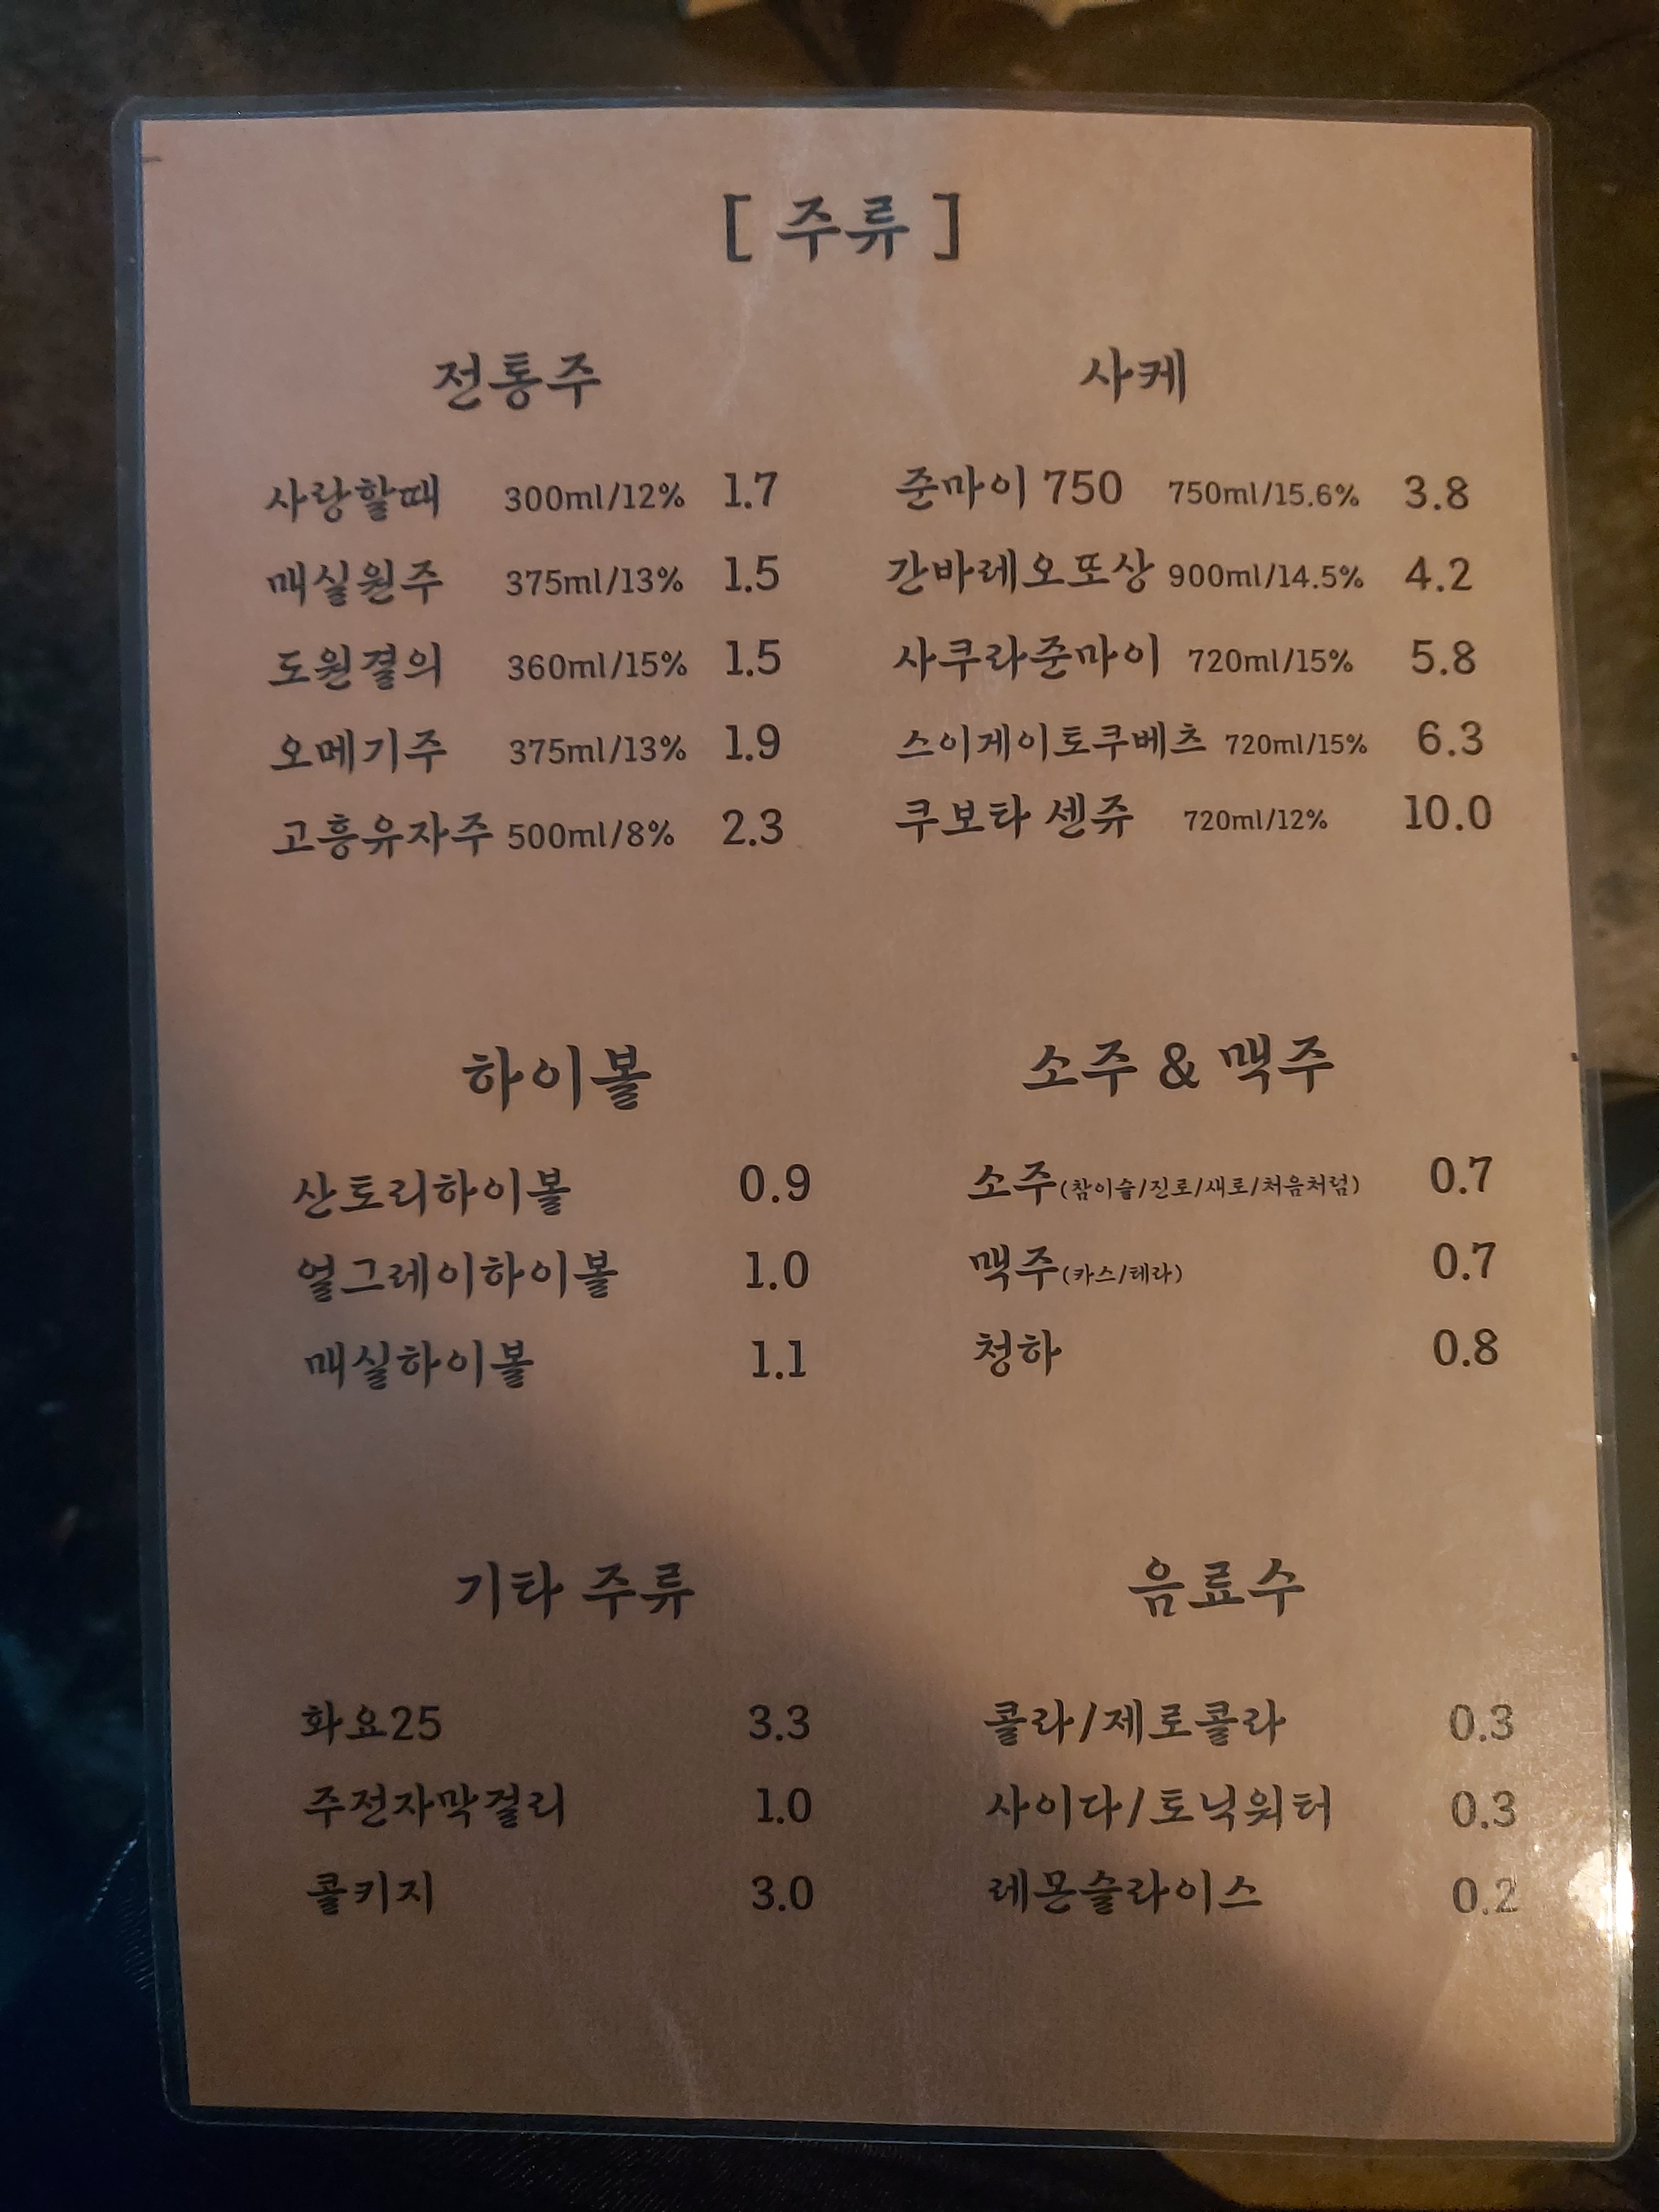 [ 주류 ]
전통주
사랑할때 300ml/12% 1.7
매실원주 375ml/13% 1.5
도원결의 360ml/15% 1.5
오메기주 375ml/13% 1.9
고흥유자주 500ml/8% 2.3
사케
준마이 750 750ml/15.6% 3.8
간바레오또상 900ml/14.5% 4.2
사쿠라준마이 720ml/15% 5.8
스이게이토쿠베츠 720ml/15% 6.3
쿠보타 센쥬 720ml/12% 10.0
하이볼
산토리하이볼 0.9
얼그레이하이볼 1.0
매실하이볼 1.1
소주 & 맥주
소주(참이슬/진로/새로/처음처럼) 0.7
맥주(카스/테라) 0.7
청하 0.8
기타 주류
화요25 3.3
주전자막걸리 1.0
콜키지 3.0
음료수
콜라/제로콜라 0.3
사이다/토닉워터 0.3
레몬슬라이스 0.2